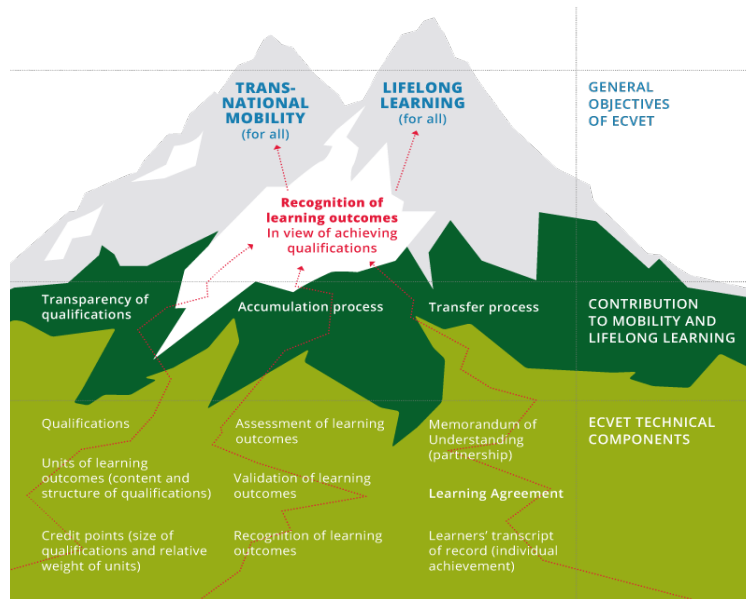 TRANS-
NATIONAL
MOBILITY
(for all)
LIFELONG
LEARNING
(for all)
GENERAL
OBJECTIVES
OF ECVET
Recognition of
learning outcomes
In view of achieving
qualifications
Transparency of
qualifications
Accumulation process
Transfer process
CONTRIBUTION
TO MOBILITY AND
LIFELONG LEARNING
Qualifications
Units of learning
outcomes (content and
structure of qualifications)
Credit points (size of
qualifications and relative
weight of units)
Assessment of learning
outcomes
Validation of learning
outcomes
Recognition of learning
outcomes
Memorandum of
Understanding
(partnership)
Learning Agreement
Learners’ transcript
of record (individual
achievement)
ECVET TECHNICAL
COMPONENTS